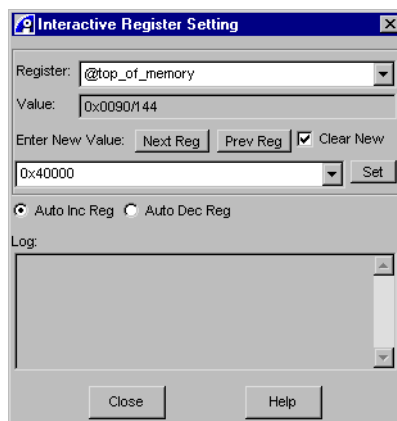 Interactive Register Setting
Register: @top_of_memory
Value: 0x0090/144
Enter New Value: Next Reg Prev Reg Clear New
0x40000 Set
Auto Inc Reg Auto Dec Reg
Log:
Close Help